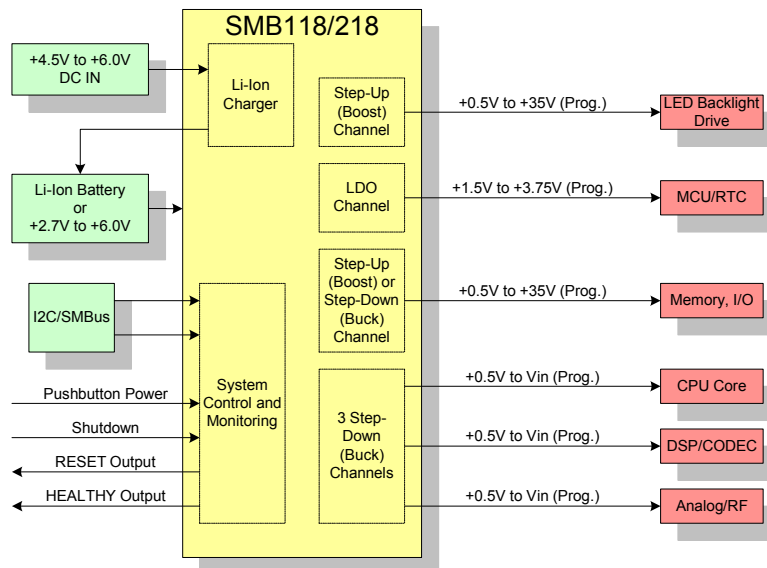 SMB118/218
+4.5V to +6.0V
DC IN
Li-Ion
Charger
Step-Up
(Boost)
Channel
+0.5V to +35V (Prog.)
LED Backlight
Drive
Li-Ion Battery
or
+2.7V to +6.0V
LDO
Channel
+1.5V to +3.75V (Prog.)
MCU/RTC
Step-Up
(Boost) or
Step-Down
(Buck)
Channel
+0.5V to +35V (Prog.)
Memory, I/O
I2C/SMBus
System
Control and
Monitoring
Pushbutton Power
Shutdown
RESET Output
HEALTHY Output
3 Step-
Down
(Buck)
Channels
+0.5V to Vin (Prog.)
CPU Core
+0.5V to Vin (Prog.)
DSP/CODEC
+0.5V to Vin (Prog.)
Analog/RF